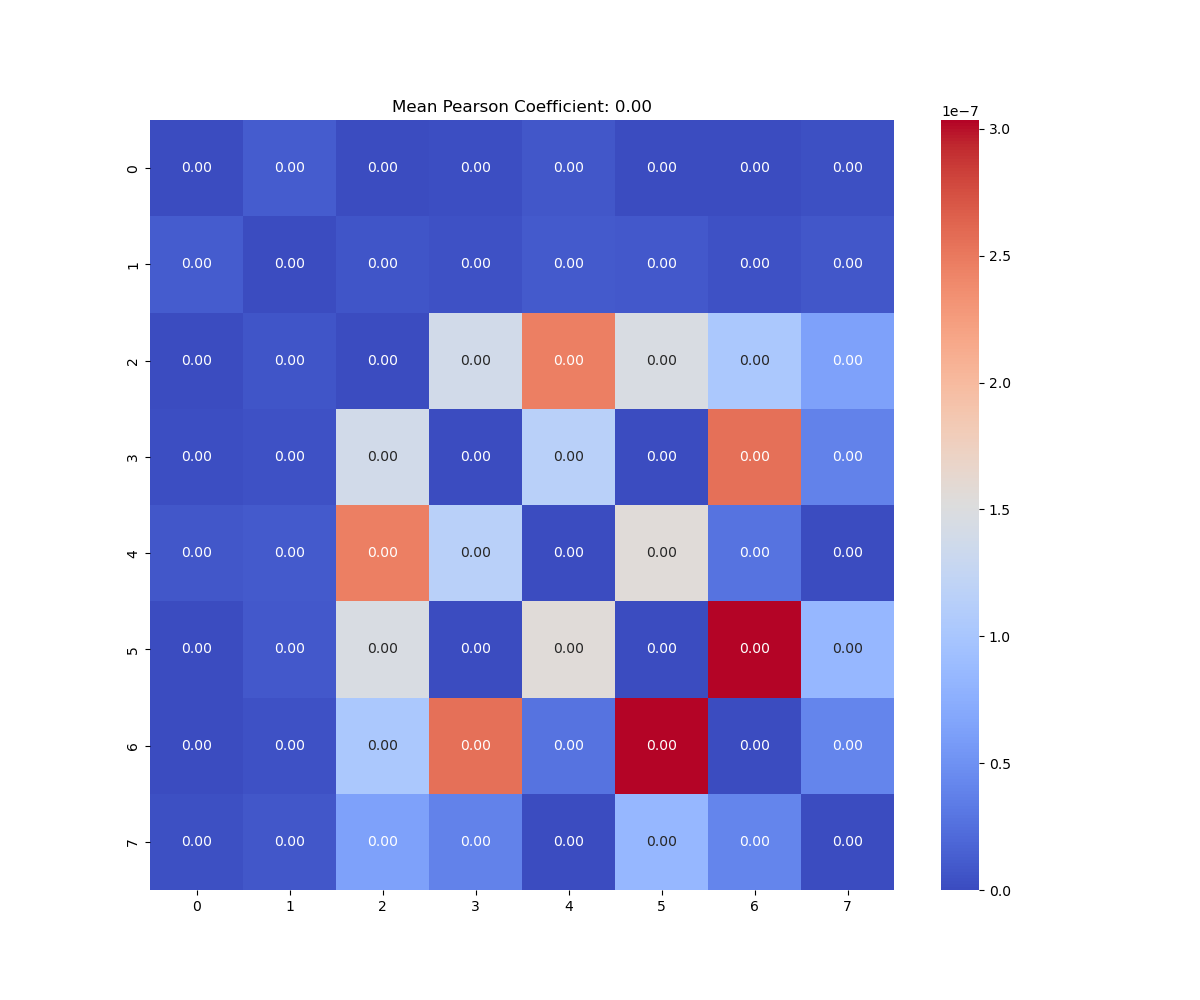 Mean Pearson Coefficient: 0.00
1e−7
0 0.00 0.00 0.00 0.00 0.00 0.00 0.00 0.00
1 0.00 0.00 0.00 0.00 0.00 0.00 0.00 0.00
2 0.00 0.00 0.00 0.00 0.00 0.00 0.00 0.00
3 0.00 0.00 0.00 0.00 0.00 0.00 0.00 0.00
4 0.00 0.00 0.00 0.00 0.00 0.00 0.00 0.00
5 0.00 0.00 0.00 0.00 0.00 0.00 0.00 0.00
6 0.00 0.00 0.00 0.00 0.00 0.00 0.00 0.00
7 0.00 0.00 0.00 0.00 0.00 0.00 0.00 0.00
0 1 2 3 4 5 6 7
3.0
2.5
2.0
1.5
1.0
0.5
0.0